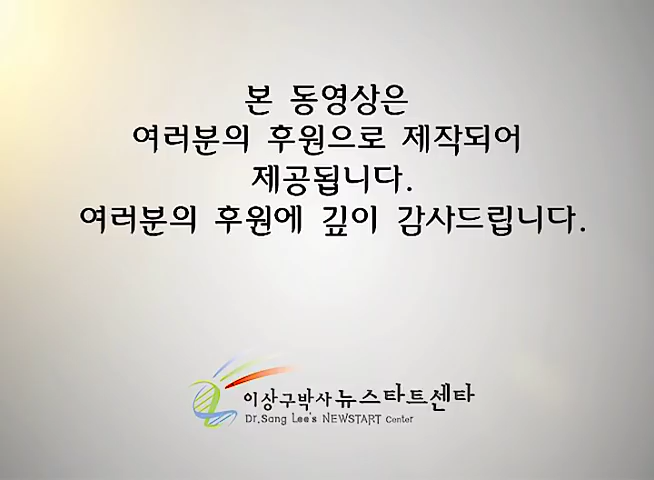 본 동영상은
여러분의 후원으로 제작되어
제공됩니다.
여러분의 후원에 깊이 감사드립니다.
이상구박사 뉴스타트센타
Dr.Sang Lee's NEWSTART Center